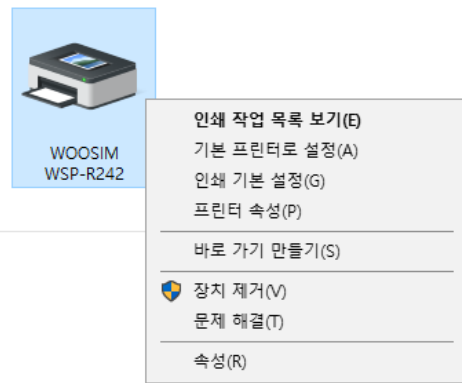 WOOSIM
WSP-R242
인쇄 작업 목록 보기(E)
기본 프린터로 설정(A)
인쇄 기본 설정(G)
프린터 속성(P)
바로 가기 만들기(S)
장치 제거(V)
문제 해결(T)
속성(R)